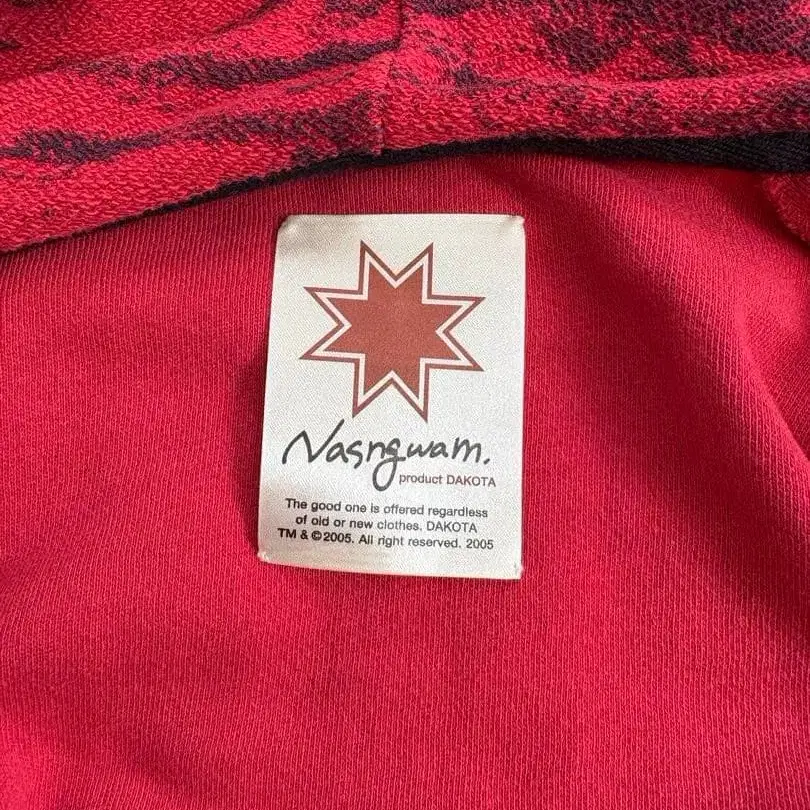 Nasngwam.
product DAKOTA
The good one is offered regardless
of old or new clothes. DAKOTA
TM & ©2005. All right reserved. 2005